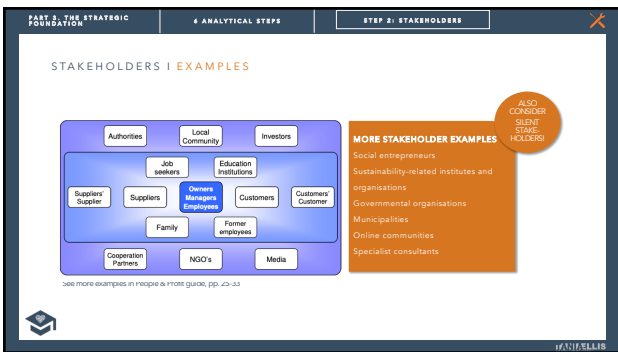 PART 3. THE STRATEGIC
FOUNDATION
6 ANALYTICAL STEPS
STEP 2: STAKEHOLDERS
STAKEHOLDERS I EXAMPLES
ALSO
CONSIDER
SILENT
STAKE-
HOLDERS!
Authorities
Local
Community
Investors
Job
seekers
Education
Institutions
Suppliers'
Supplier
Suppliers
Owners
Managers
Employees
Customers
Customers'
Customer
Family
Former
employees
Cooperation
Partners
NGO's
Media
MORE STAKEHOLDER EXAMPLES
Social entrepreneurs
Sustainability-related institutes and
organisations
Governmental organisations
Municipalities
Online communities
Specialist consultants
See more examples in People & Profit guide, pp. 25-33
TANIAELLIS